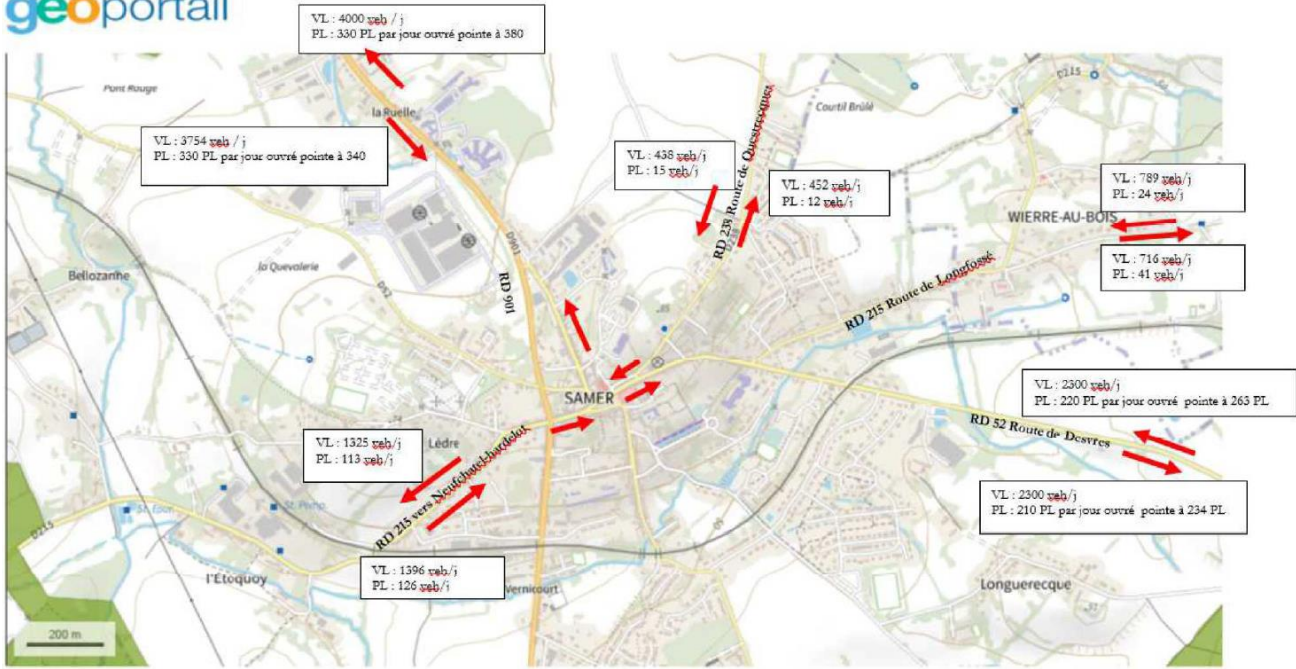 geoportail
VL : 4000 veh / j
PL : 330 PL par jour ouvré pointe à 380
Pont Rouge
la Ruelle
Courtil Brûlé
D215
VL : 3754 veh / j
PL : 330 PL par jour ouvré pointe à 340
VL : 438 veh/j
PL : 15 veh/j
RD 238 Route de Questrecques
D238
VL : 452 veh/j
PL : 12 veh/j
VL : 789 veh/j
PL : 24 veh/j
WIERRE-AU-BOIS
VL : 716 veh/j
PL : 41 veh/j
Bellozanne
la Quevalerie
D52
D901
RD 901
RD 215 Route de Longfossé
SAMER
VL : 2300 veh/j
PL : 220 PL par jour ouvré pointe à 263 PL
RD 52 Route de Desvres
VL : 1325 veh/j
PL : 113 veh/j
Lèdre
RD 215 vers Neufchatel-hardelot
VL : 2300 veh/j
PL : 210 PL par jour ouvré pointe à 234 PL
D215
l'Etoquoy
VL : 1396 veh/j
PL : 126 veh/j
Vernicourt
Longuerecque
200 m